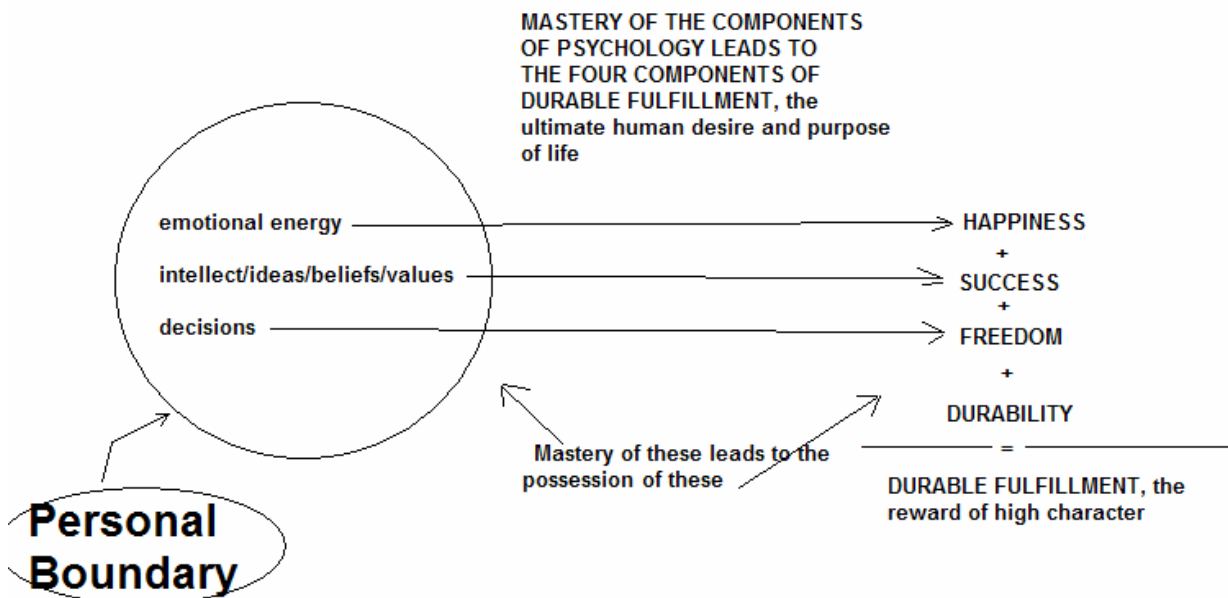 MASTERY OF THE COMPONENTS
OF PSYCHOLOGY LEADS TO
THE FOUR COMPONENTS OF
DURABLE FULFILLMENT, the
ultimate human desire and purpose
of life
emotional energy
HAPPINESS
+
intellect/ideas/beliefs/values
SUCCESS
+
decisions
FREEDOM
+
DURABILITY
=
Mastery of these leads to the
possession of these
DURABLE FULFILLMENT, the
reward of high character
Personal
Boundary